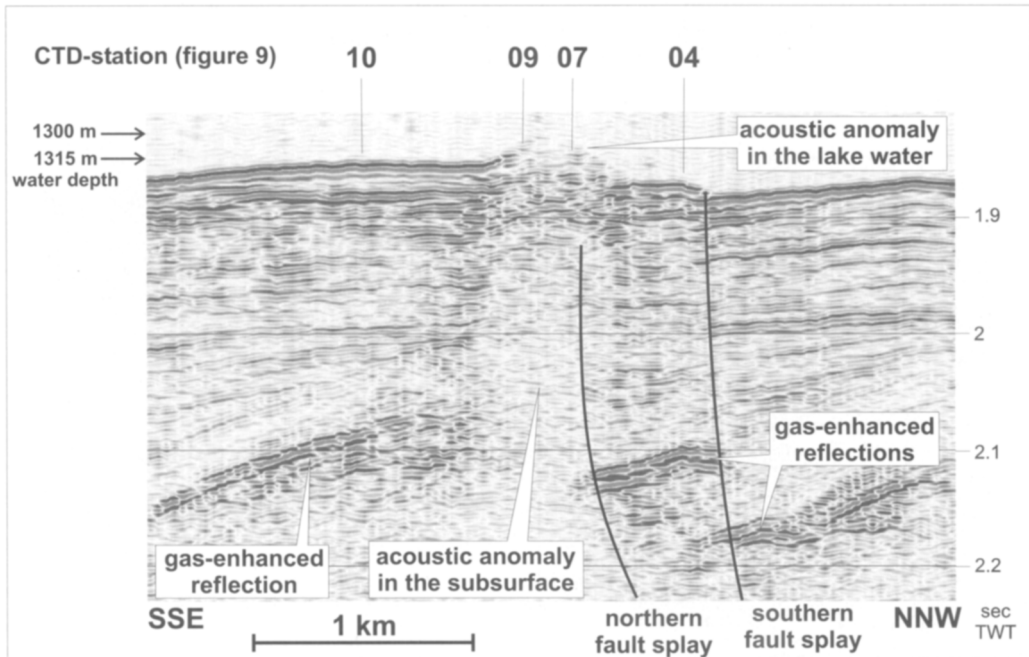 CTD-station (figure 9)
10 09 07 04
1300 m
1315 m
water depth
acoustic anomaly
in the lake water
1.9
2
gas-enhanced
reflections
2.1
gas-enhanced
reflection
acoustic anomaly
in the subsurface
2.2
SSE
1 km
northern
fault splay
southern
fault splay
NNW
sec
TWT